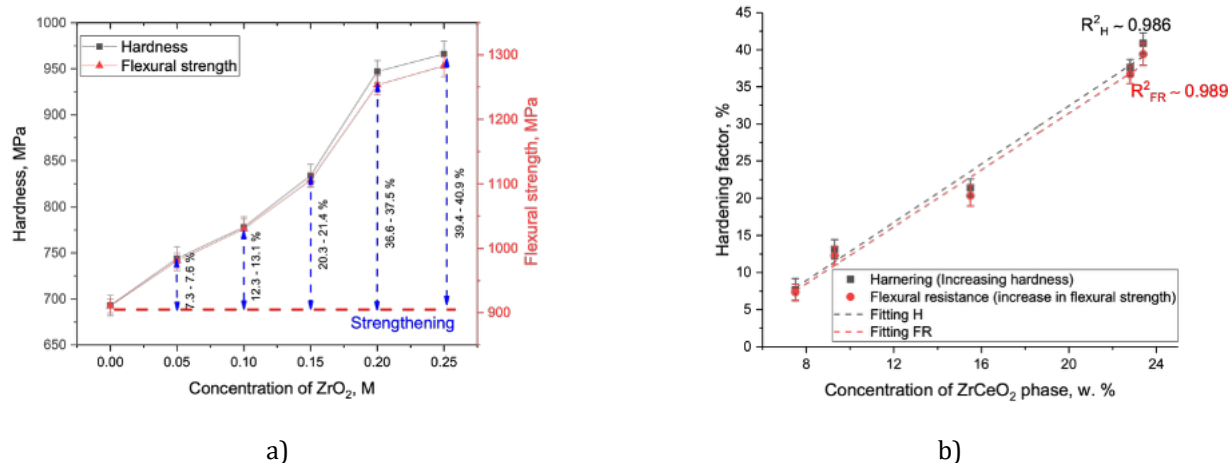 1000
950
900
850
800
750
700
650
Hardness, MPa
Hardness
Flexural strength
1300
1200
1100
1000
900
Flexural strength, MPa
7.3 - 7.6 %
12.3 - 13.1 %
20.3 - 21.4 %
36.6 - 37.5 %
39.4 - 40.9 %
Strengthening
0.00 0.05 0.10 0.15 0.20 0.25
Concentration of ZrO₂, M
a)
45
40
35
30
25
20
15
10
5
0
Hardening factor, %
R²H ~ 0.986
R²FR ~ 0.989
Harnering (Increasing hardness)
Flexural resistance (increase in flexural strength)
Fitting H
Fitting FR
8 12 16 20 24
Concentration of ZrCeO₂ phase, w. %
b)